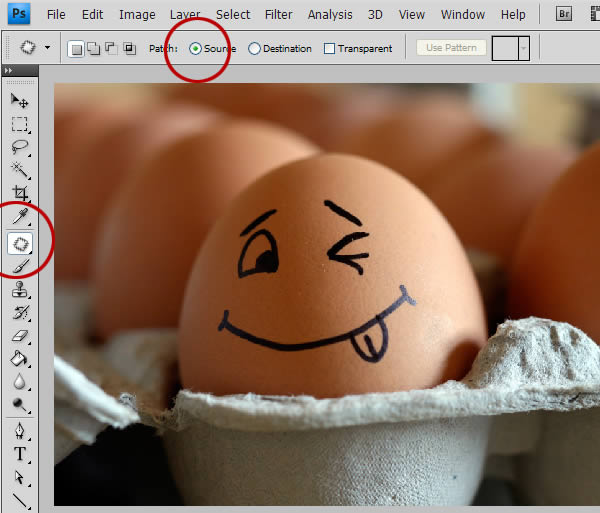 Ps File Edit Image Layer Select Filter Analysis 3D View Window Help Br
Patch: Source Destination Transparent Use Pattern
T